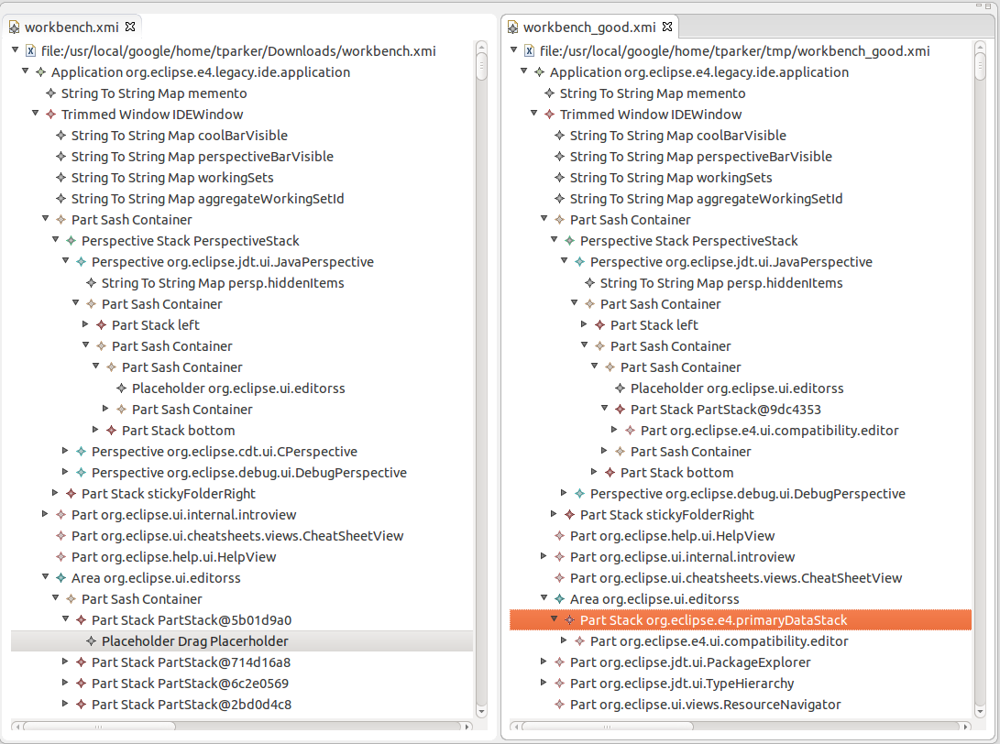 workbench.xmi
file:/usr/local/google/home/tparker/Downloads/workbench.xmi
Application org.eclipse.e4.legacy.ide.application
String To String Map memento
Trimmed Window IDEWindow
String To String Map coolBarVisible
String To String Map perspectiveBarVisible
String To String Map workingSets
String To String Map aggregateWorkingSetId
Part Sash Container
Perspective Stack PerspectiveStack
Perspective org.eclipse.jdt.ui.JavaPerspective
String To String Map persp.hiddenItems
Part Sash Container
Part Stack left
Part Sash Container
Part Sash Container
Placeholder org.eclipse.ui.editorss
Part Sash Container
Part Stack bottom
Perspective org.eclipse.cdt.ui.CPerspective
Perspective org.eclipse.debug.ui.DebugPerspective
Part Stack stickyFolderRight
Part org.eclipse.ui.internal.introview
Part org.eclipse.ui.cheatsheets.views.CheatSheetView
Part org.eclipse.help.ui.HelpView
Area org.eclipse.ui.editorss
Part Sash Container
Part Stack PartStack@5b01d9a0
Placeholder Drag Placerholder
Part Stack PartStack@714d16a8
Part Stack PartStack@6c2e0569
Part Stack PartStack@2bd0d4c8
workbench_good.xmi
file:/usr/local/google/home/tparker/tmp/workbench_good.xmi
Application org.eclipse.e4.legacy.ide.application
String To String Map memento
Trimmed Window IDEWindow
String To String Map coolBarVisible
String To String Map perspectiveBarVisible
String To String Map workingSets
String To String Map aggregateWorkingSetId
Part Sash Container
Perspective Stack PerspectiveStack
Perspective org.eclipse.jdt.ui.JavaPerspective
String To String Map persp.hiddenItems
Part Sash Container
Part Stack left
Part Sash Container
Part Sash Container
Placeholder org.eclipse.ui.editorss
Part Stack PartStack@9dc4353
Part org.eclipse.e4.ui.compatibility.editor
Part Sash Container
Part Stack bottom
Perspective org.eclipse.debug.ui.DebugPerspective
Part Stack stickyFolderRight
Part org.eclipse.help.ui.HelpView
Part org.eclipse.ui.internal.introview
Part org.eclipse.ui.cheatsheets.views.CheatSheetView
Area org.eclipse.ui.editorss
Part Stack org.eclipse.e4.primaryDataStack
Part org.eclipse.e4.ui.compatibility.editor
Part org.eclipse.jdt.ui.PackageExplorer
Part org.eclipse.jdt.ui.TypeHierarchy
Part org.eclipse.ui.views.ResourceNavigator